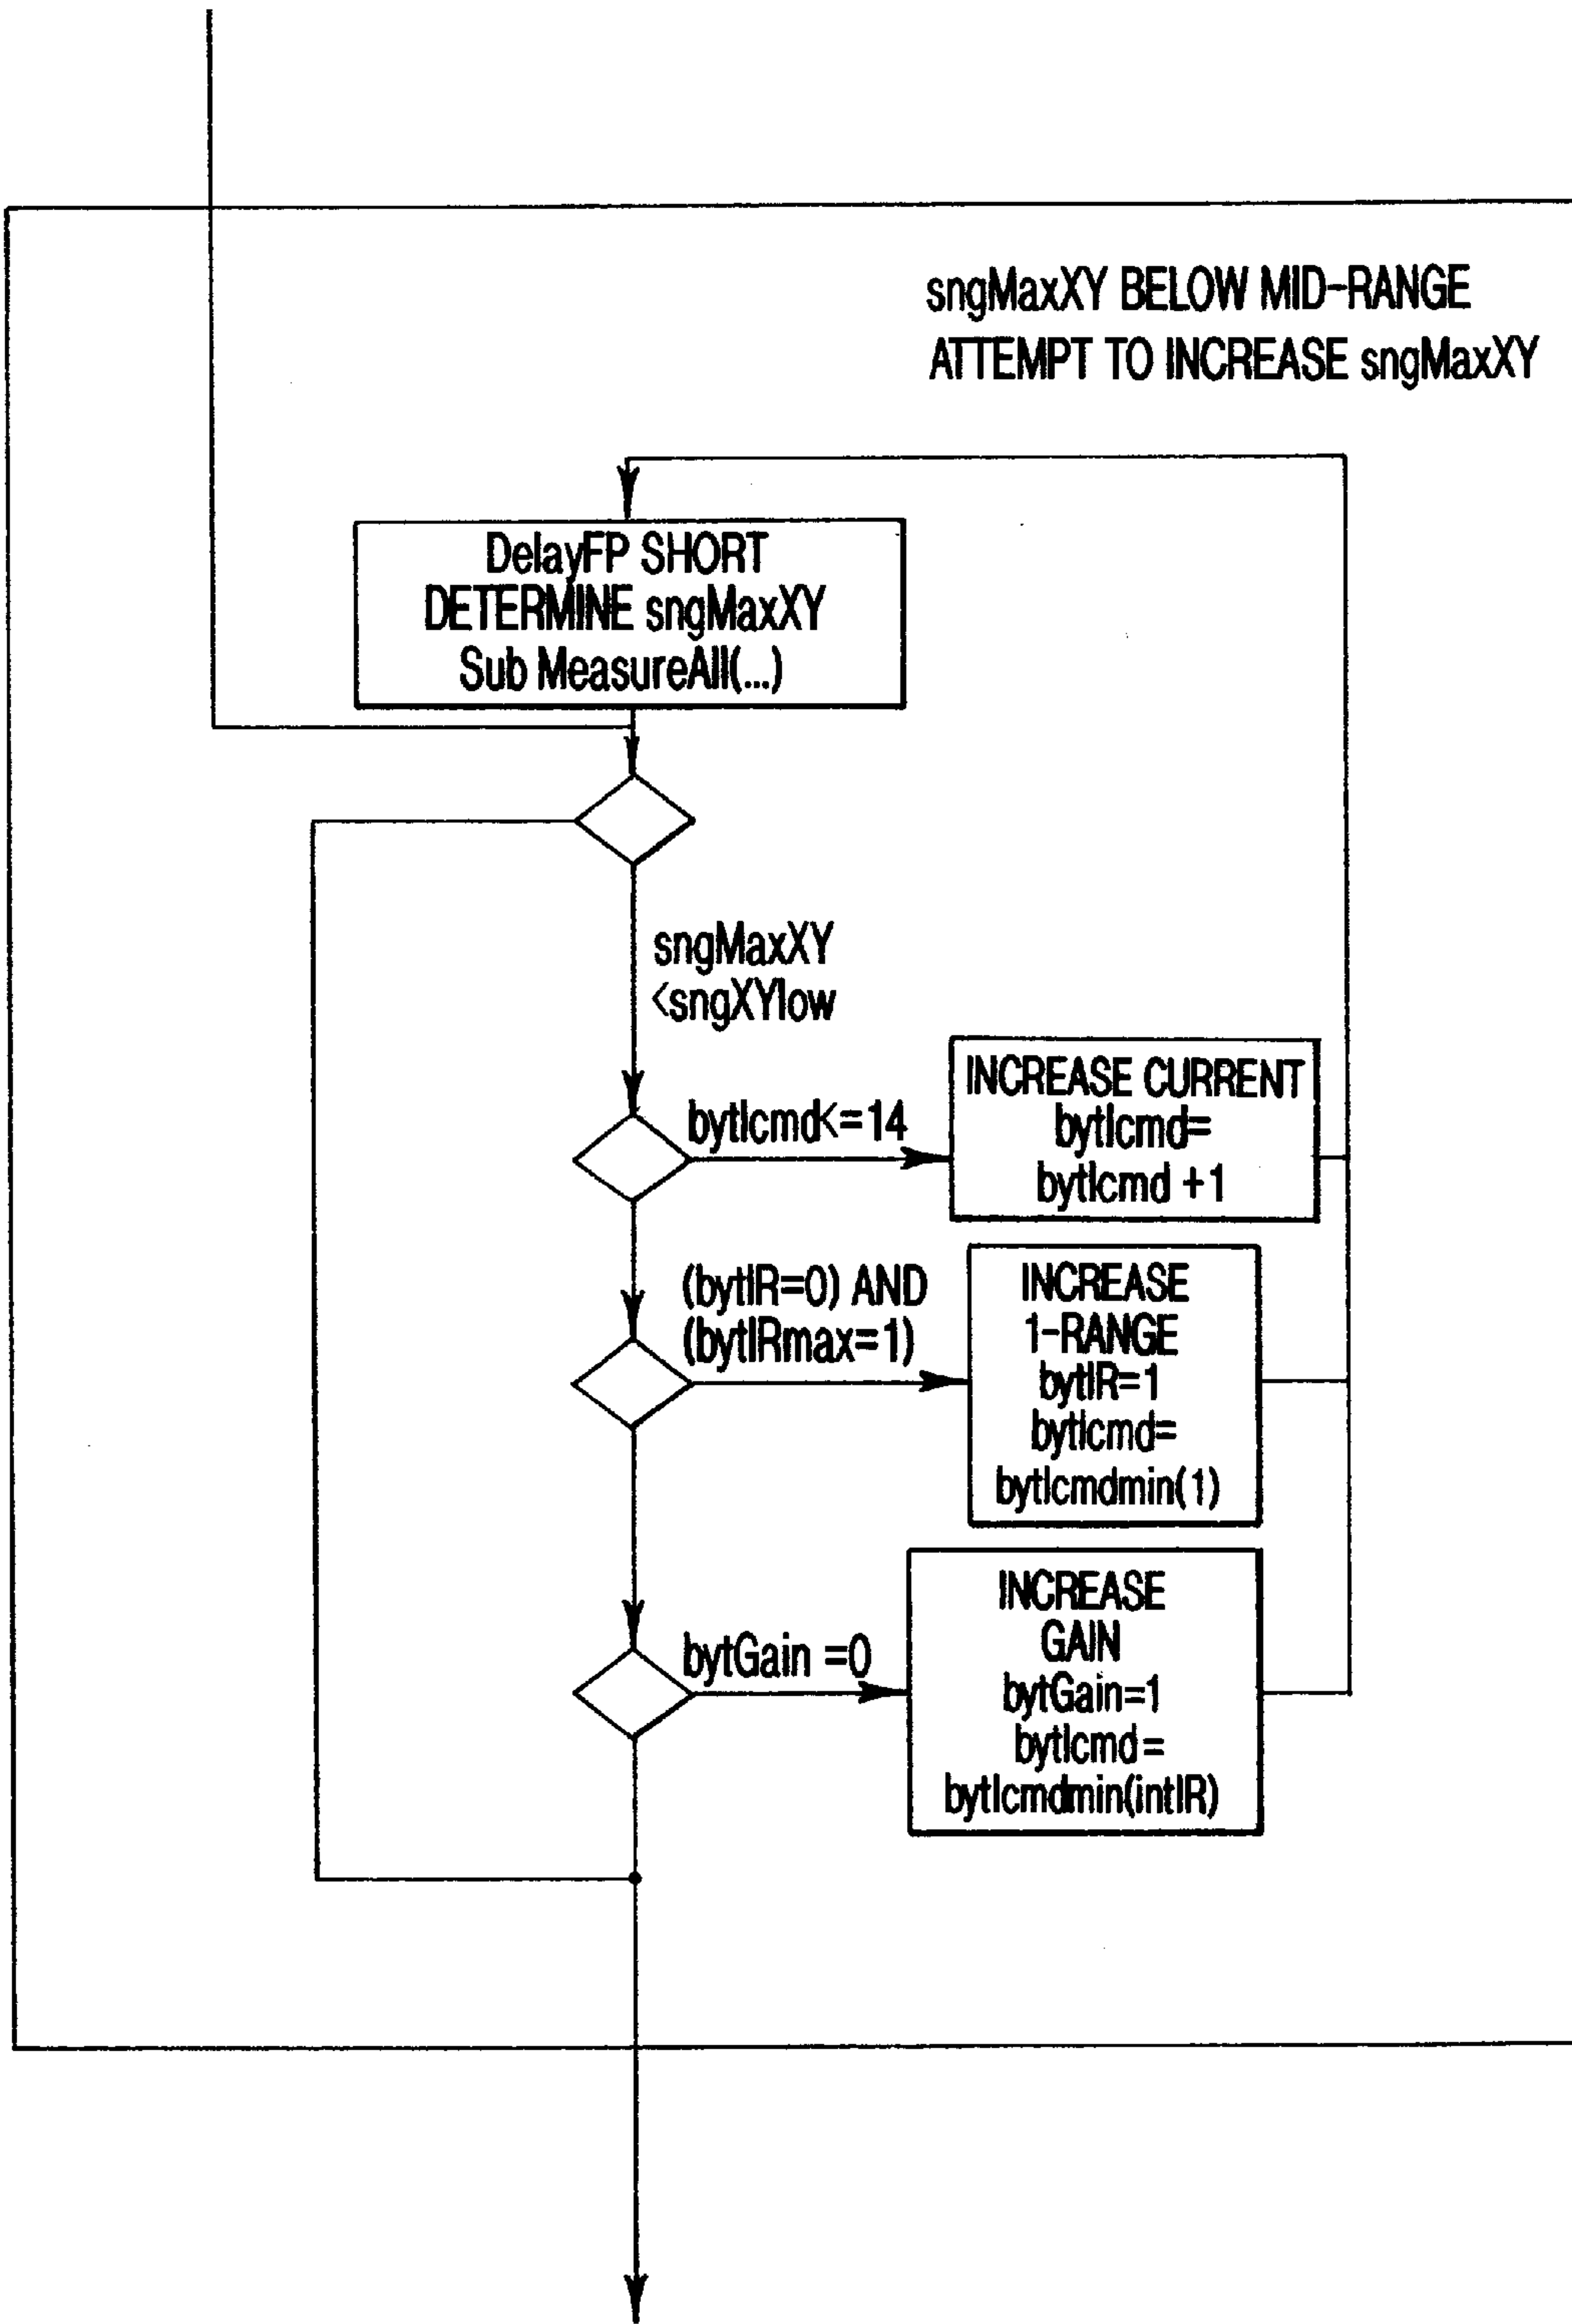 sngMaxXY BELOW MID-RANGE
ATTEMPT TO INCREASE sngMaxXY
DelayFP SHORT
DETERMINE sngMaxXY
Sub MeasureAll(...)
sngMaxXY
<sngXYlow
bytIcmd<=14
INCREASE CURRENT
bytIcmd=
bytIcmd +1
(bytIR=0) AND
(bytIRmax=1)
INCREASE
1-RANGE
bytIR=1
bytIcmd=
bytIcmdmin(1)
bytGain =0
INCREASE
GAIN
bytGain=1
bytIcmd=
bytIcmdmin(intIR)